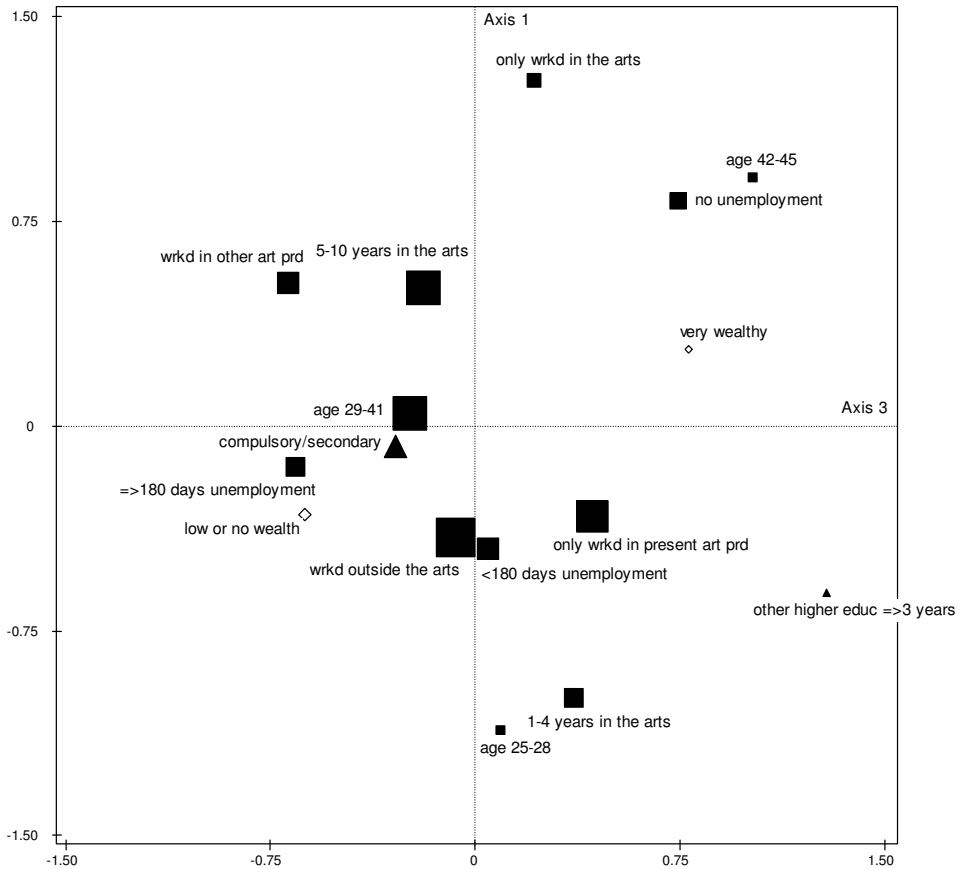 1.50
Axis 1
only wrkd in the arts
age 42-45
no unemployment
0.75
5-10 years in the arts
wrkd in other art prd
very wealthy
age 29-41
Axis 3
0
compulsory/secondary
=>180 days unemployment
low or no wealth
only wrkd in present art prd
wrkd outside the arts
<180 days unemployment
other higher educ =>3 years
-0.75
1-4 years in the arts
age 25-28
-1.50
-1.50
-0.75
0
0.75
1.50